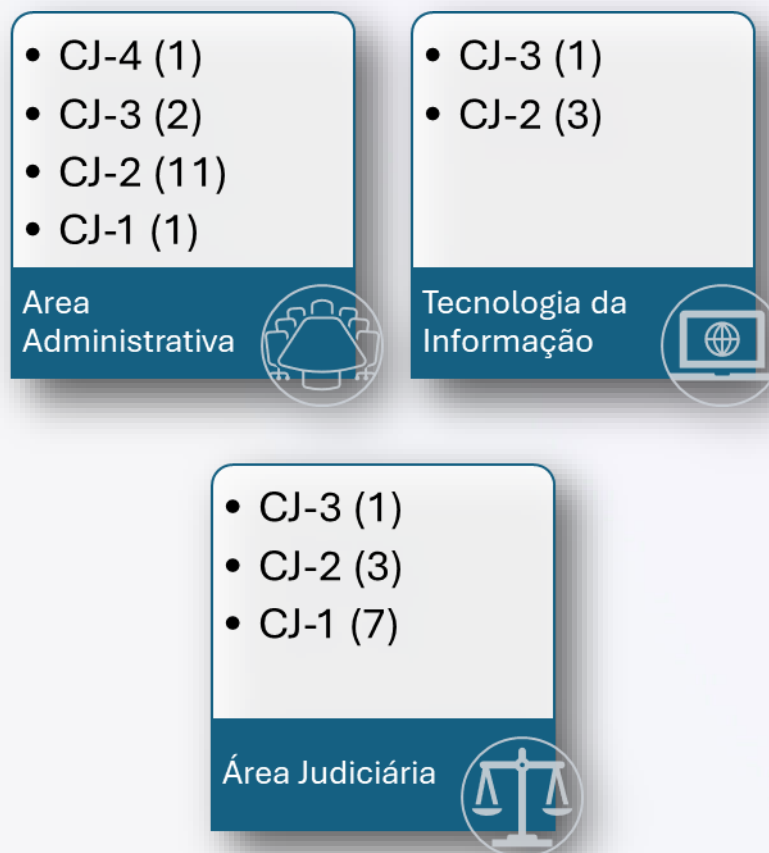 • CJ-4 (1)
• CJ-3 (2)
• CJ-2 (11)
• CJ-1 (1)
Area
Administrativa
• CJ-3 (1)
• CJ-2 (3)
Tecnologia da
Informação
• CJ-3 (1)
• CJ-2 (3)
• CJ-1 (7)
Área Judiciária